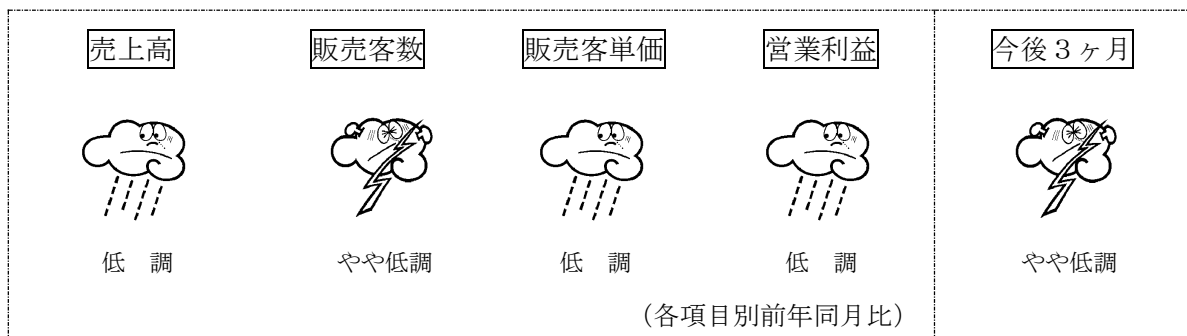 売上高 販売客数 販売客単価 営業利益 今後３ヶ月
低　調 やや低調 低　調 低　調 やや低調
（各項目別前年同月比）